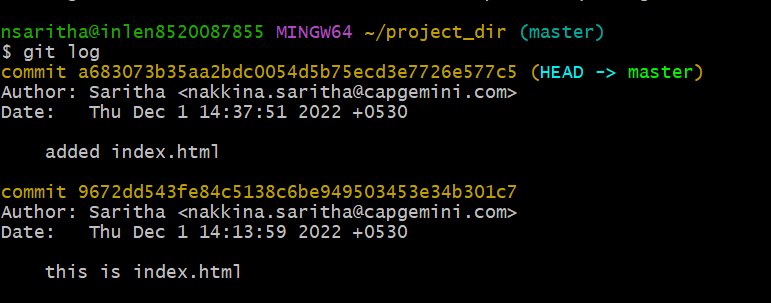 nsaritha@inlen8520087855 MINGW64 ~/project_dir (master)
$ git log
commit a683073b35aa2bdc0054d5b75ecd3e7726e577c5 (HEAD -> master)
Author: Saritha <nakkina.saritha@capgemini.com>
Date:   Thu Dec 1 14:37:51 2022 +0530
added index.html
commit 9672dd543fe84c5138c6be949503453e34b301c7
Author: Saritha <nakkina.saritha@capgemini.com>
Date:   Thu Dec 1 14:13:59 2022 +0530
this is index.html